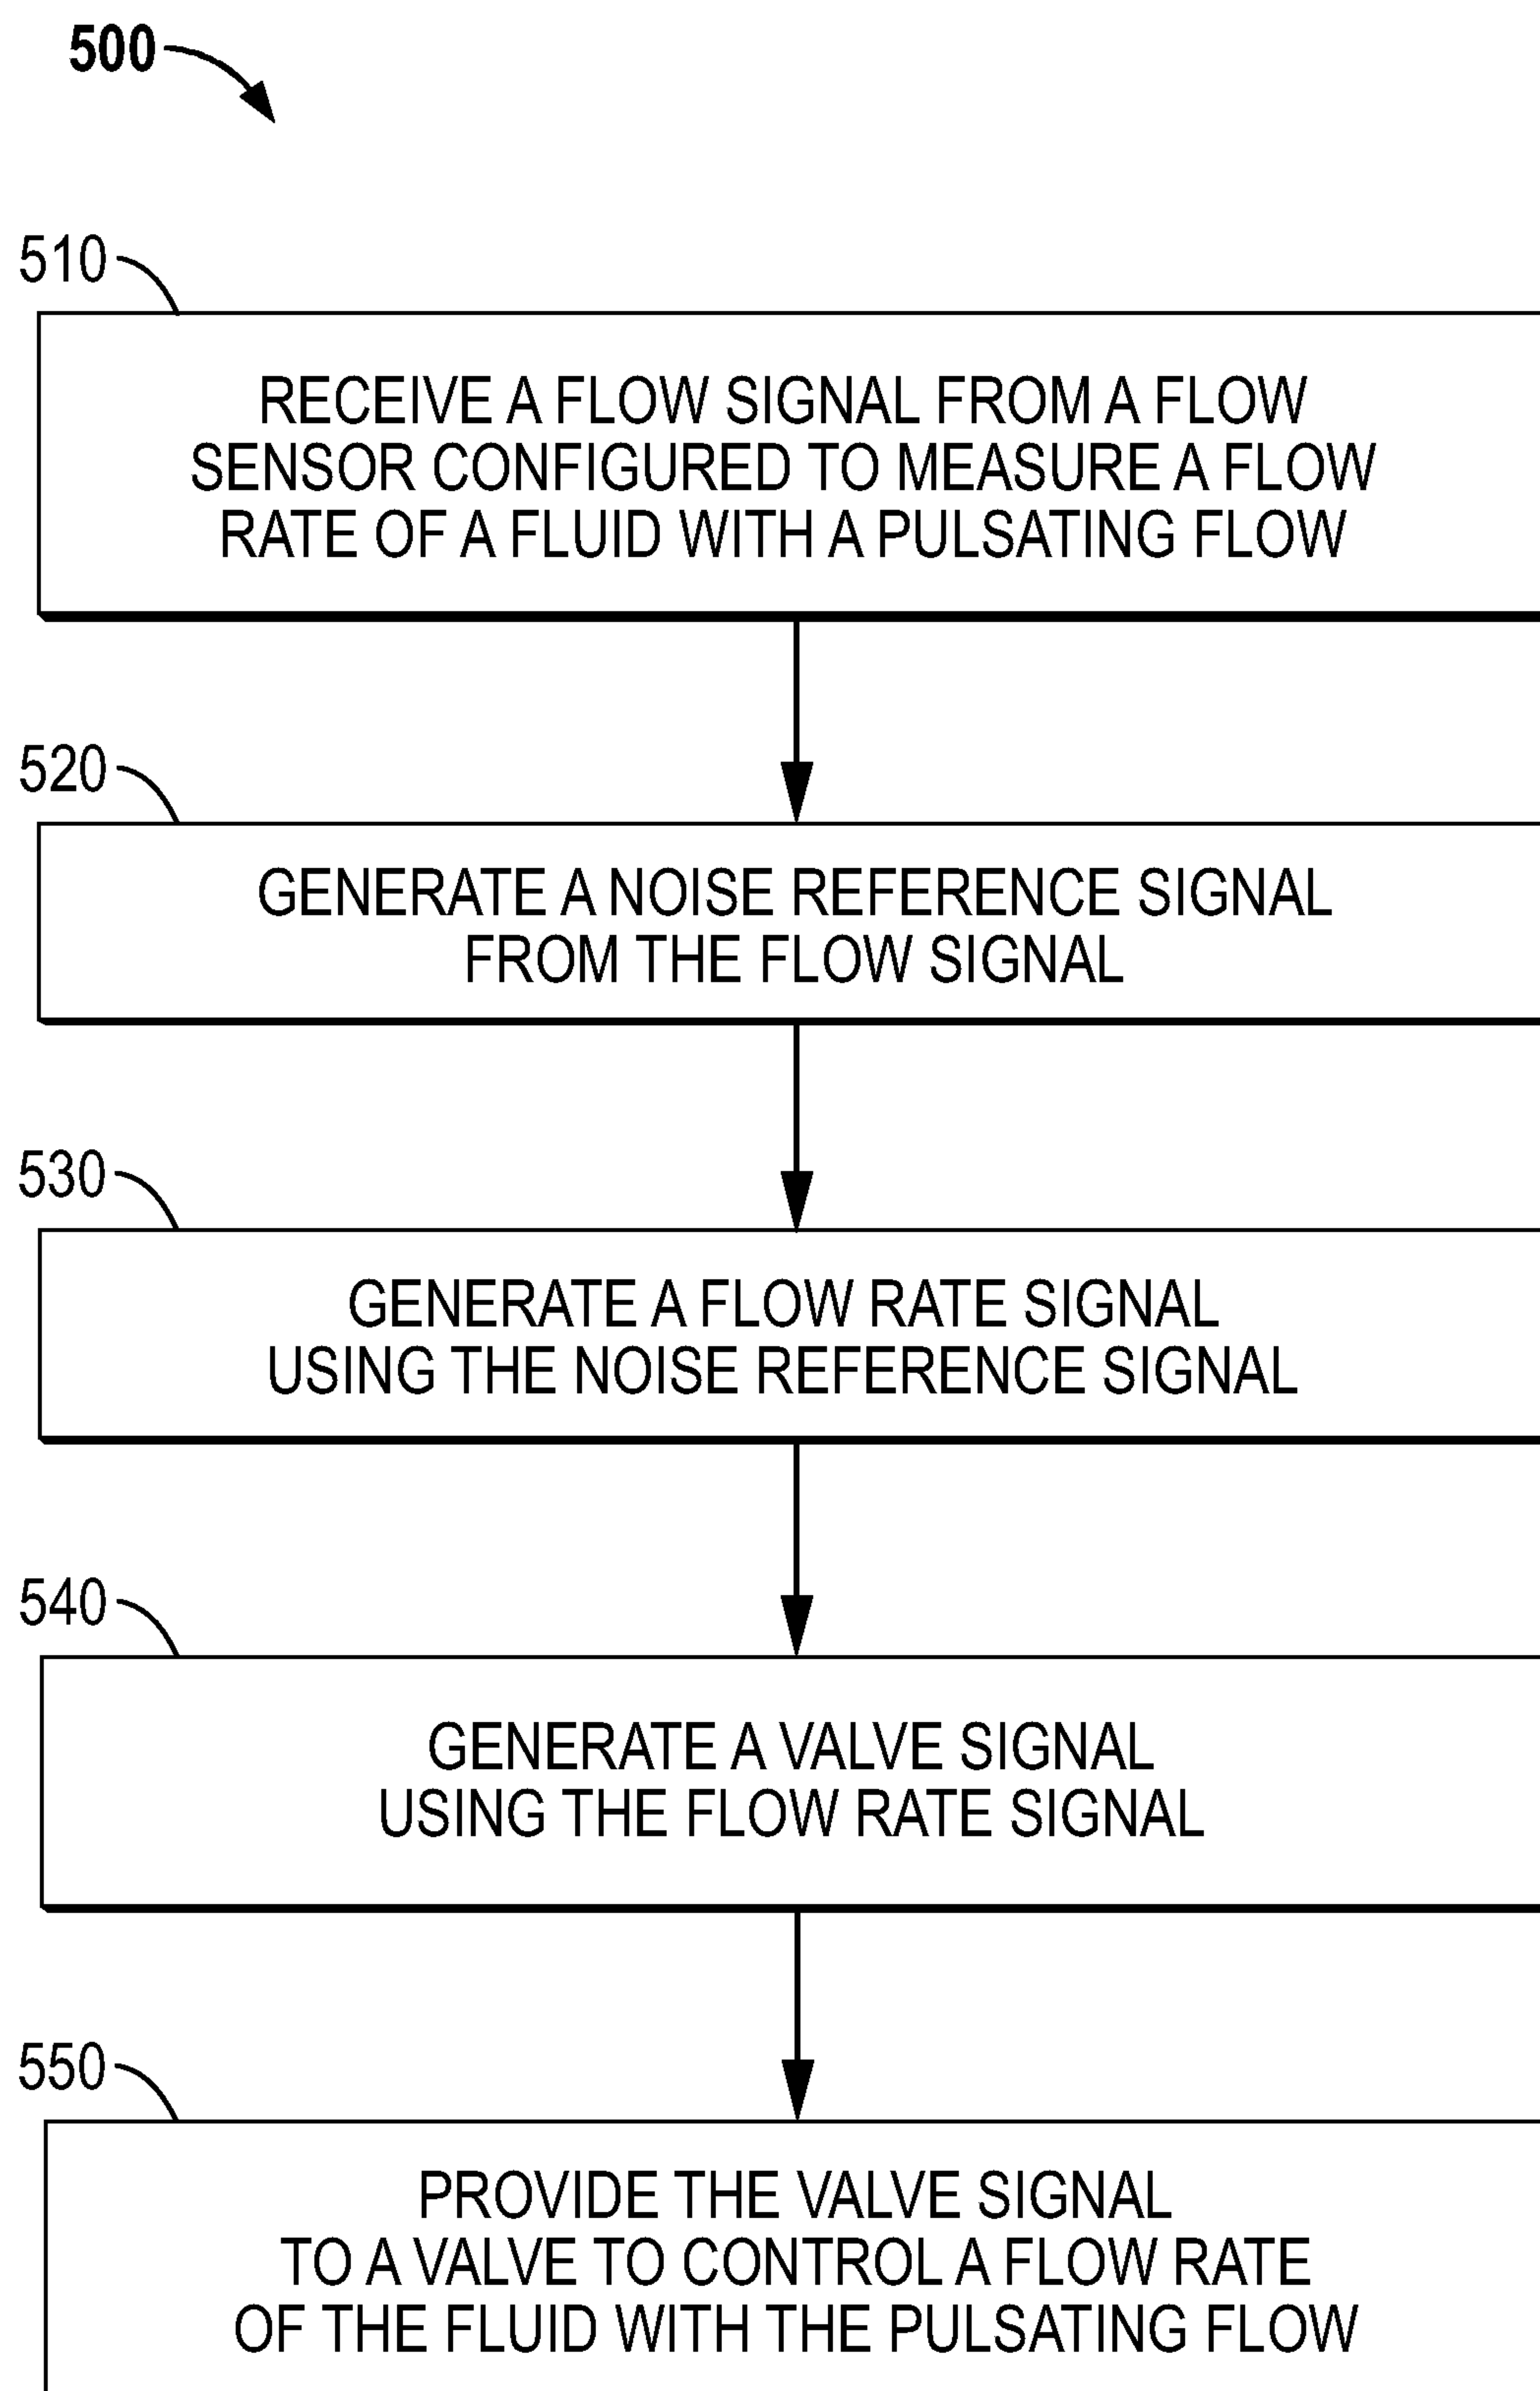 500
510
RECEIVE A FLOW SIGNAL FROM A FLOW
SENSOR CONFIGURED TO MEASURE A FLOW
RATE OF A FLUID WITH A PULSATING FLOW
520
GENERATE A NOISE REFERENCE SIGNAL
FROM THE FLOW SIGNAL
530
GENERATE A FLOW RATE SIGNAL
USING THE NOISE REFERENCE SIGNAL
540
GENERATE A VALVE SIGNAL
USING THE FLOW RATE SIGNAL
550
PROVIDE THE VALVE SIGNAL
TO A VALVE TO CONTROL A FLOW RATE
OF THE FLUID WITH THE PULSATING FLOW